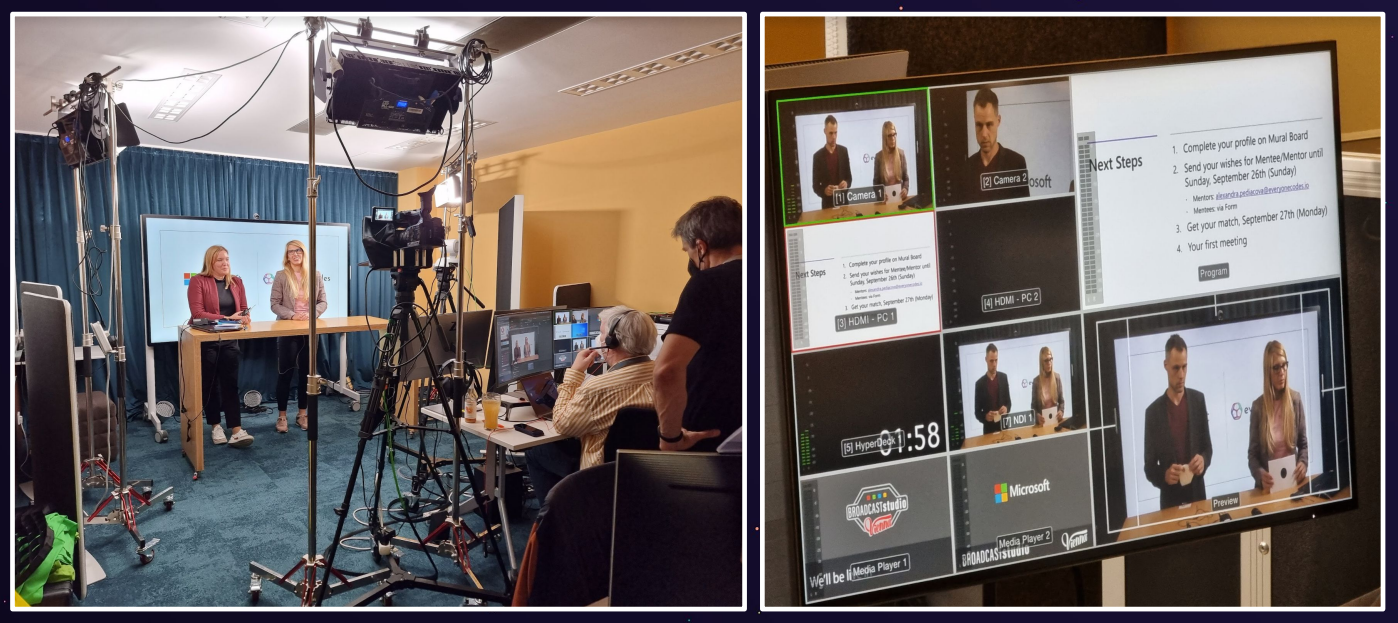 [1] Camera 1
[2] Camera 2
osoft
Next Steps
1. Complete your profile on Mural Board
2. Send your wishes for Mentee/Mentor until
Sunday, September 26th (Sunday)
- Mentors: alexandra.pediacova@everyonecodes.io
- Mentees: via Form
3. Get your match, September 27th (Monday)
4. Your first meeting
Program
Next Steps
1. Complete your profile on Mural Board
2. Send your wishes for Mentee/Mentor until
Sunday, September 26th (Sunday)
3. Get your match, September 27th (Monday)
[3] HDMI - PC 1
[4] HDMI - PC 2
[5] HyperDeck 1
01:58
[7] NDI 1
ev
Preview
BROADCASTstudio
Vienna
We'll be li
Media Player 1
Microsoft
Media Player 2
BROADCASTstudio
Vienna